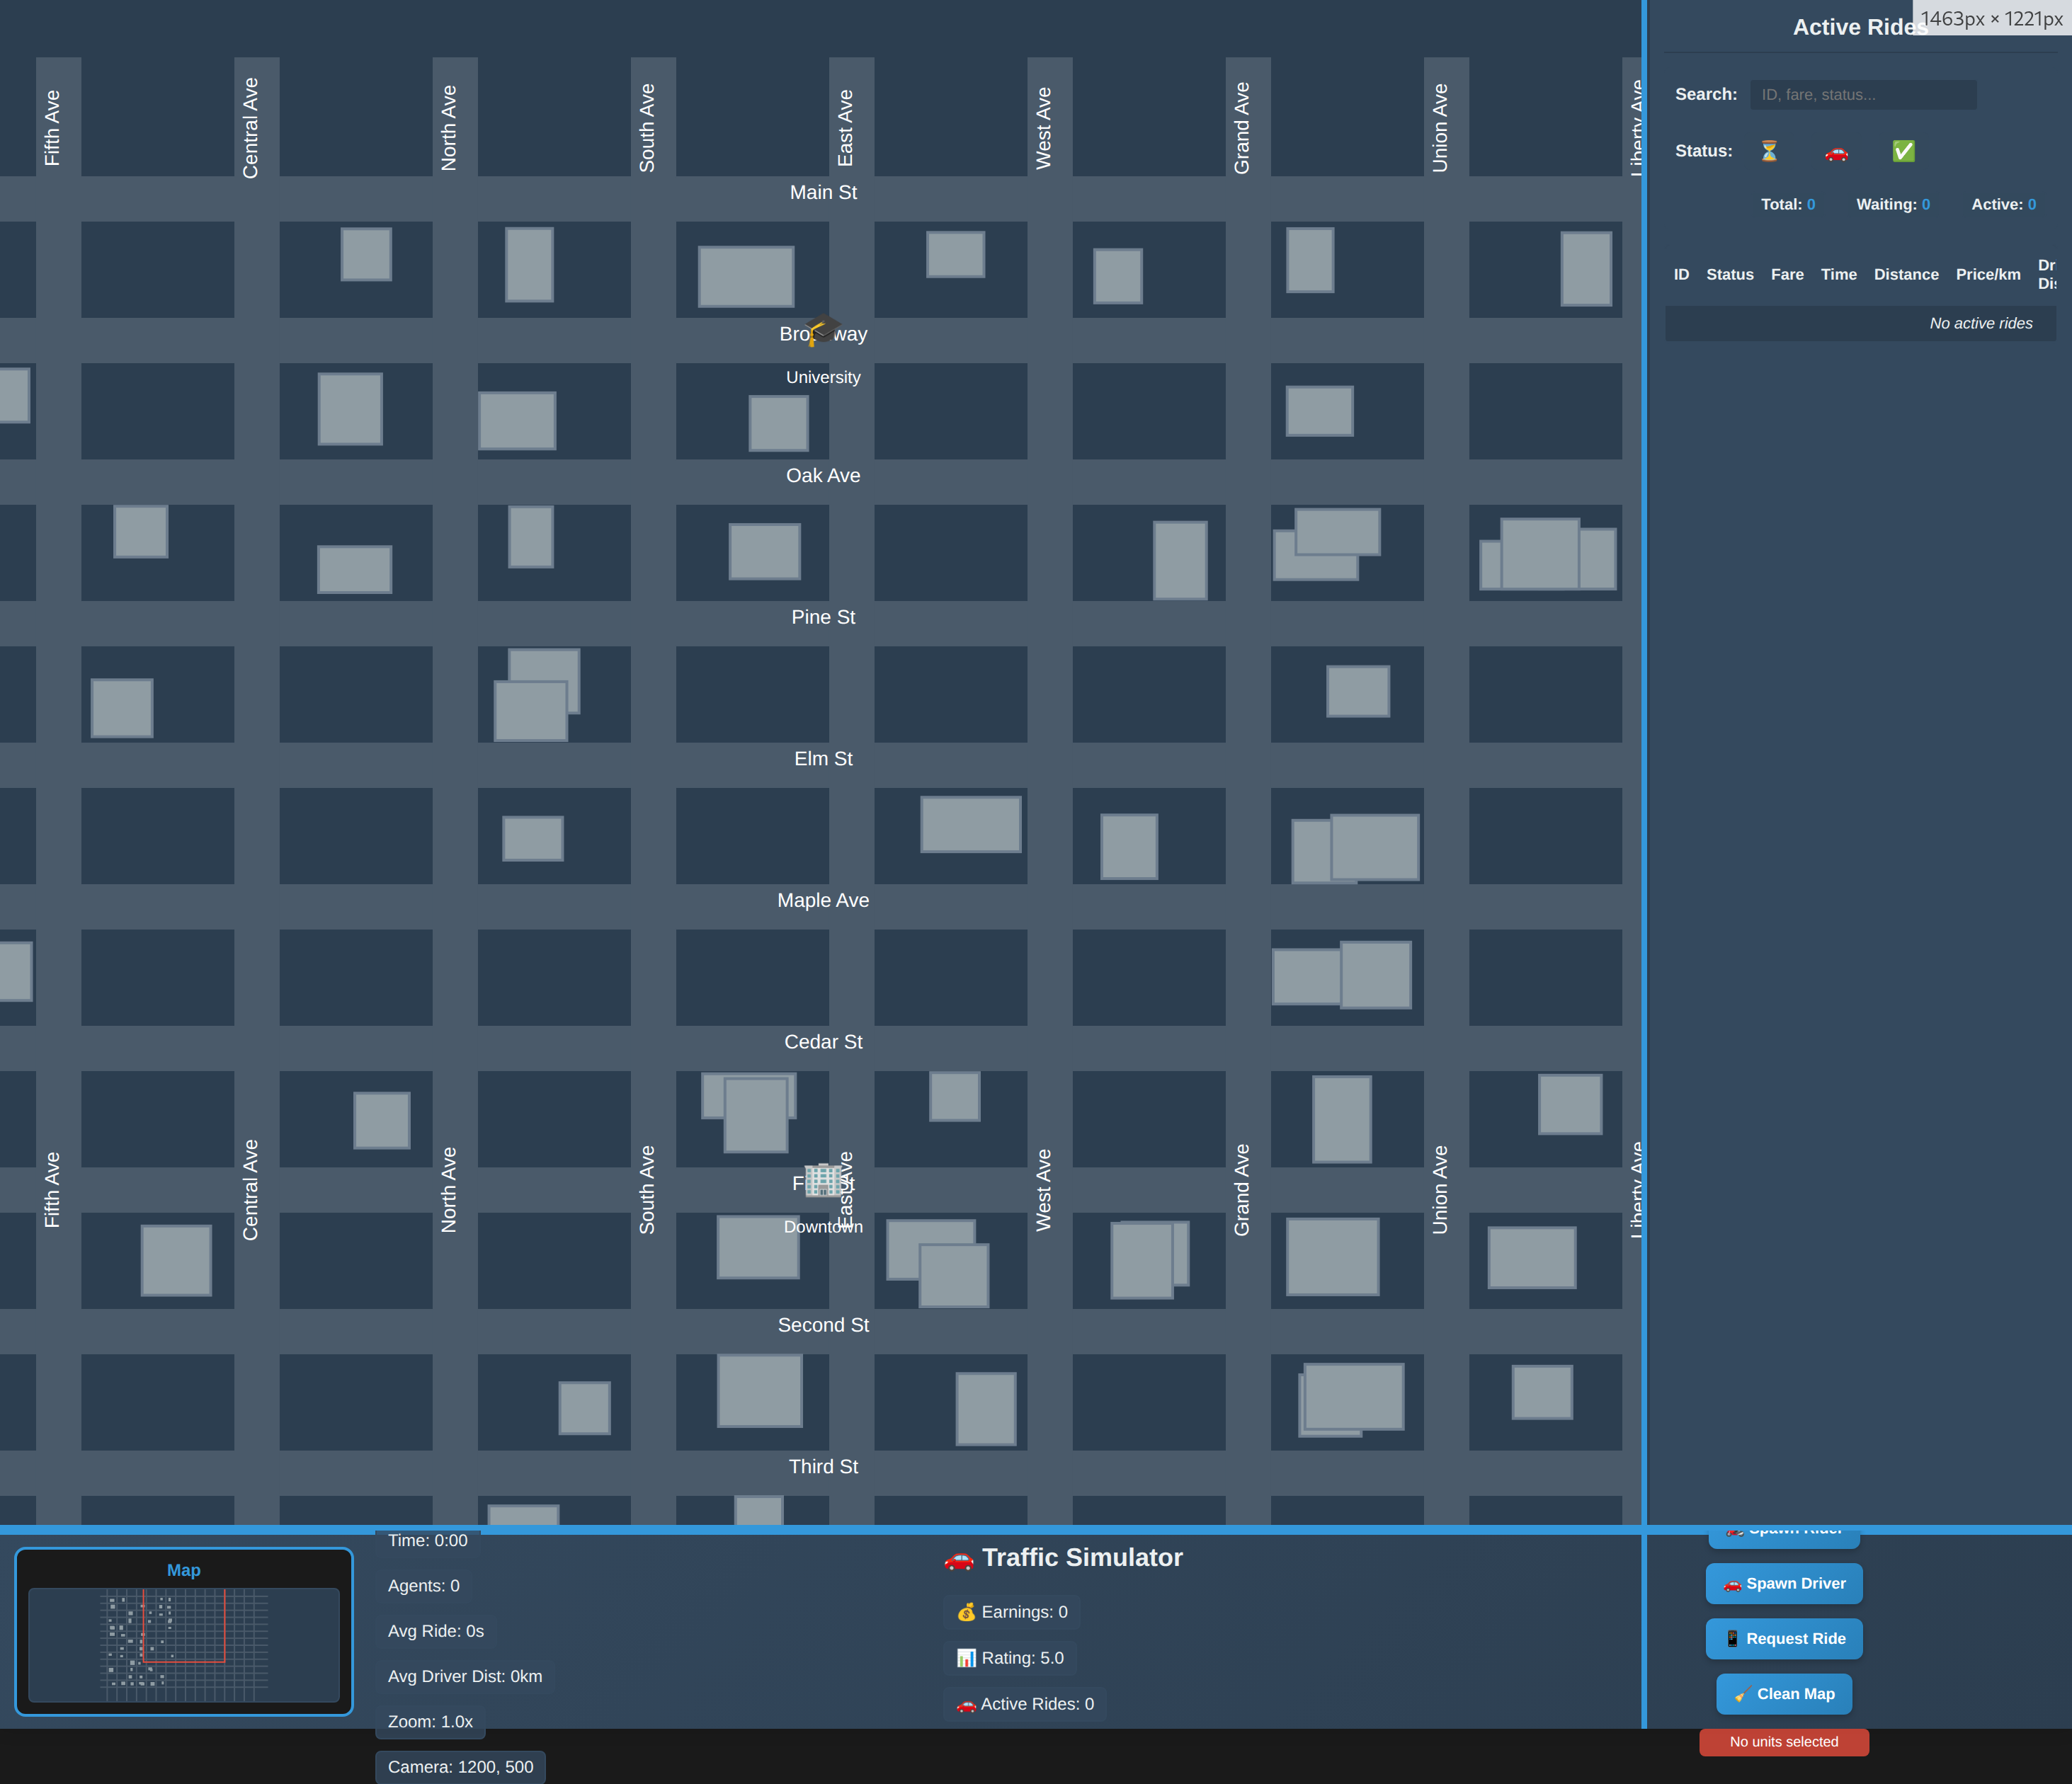 1463px × 1221px
Active Rides
Fifth Ave
Central Ave
North Ave
South Ave
East Ave
West Ave
Grand Ave
Union Ave
Liberty Ave
Search: ID, fare, status...
Status:
Total: 0 Waiting: 0 Active: 0
ID Status Fare Time Distance Price/km Dr
Dis
No active rides
Main St
University
Oak Ave
Pine St
Elm St
Maple Ave
Cedar St
Fifth Ave
Central Ave
North Ave
South Ave
East Ave
West Ave
Grand Ave
Union Ave
Liberty Ave
Downtown
Second St
Third St
Map
Time: 0:00
Agents: 0
Avg Ride: 0s
Avg Driver Dist: 0km
Zoom: 1.0x
Camera: 1200, 500
Traffic Simulator
Earnings: 0
Rating: 5.0
Active Rides: 0
Spawn Rider
Spawn Driver
Request Ride
Clean Map
No units selected